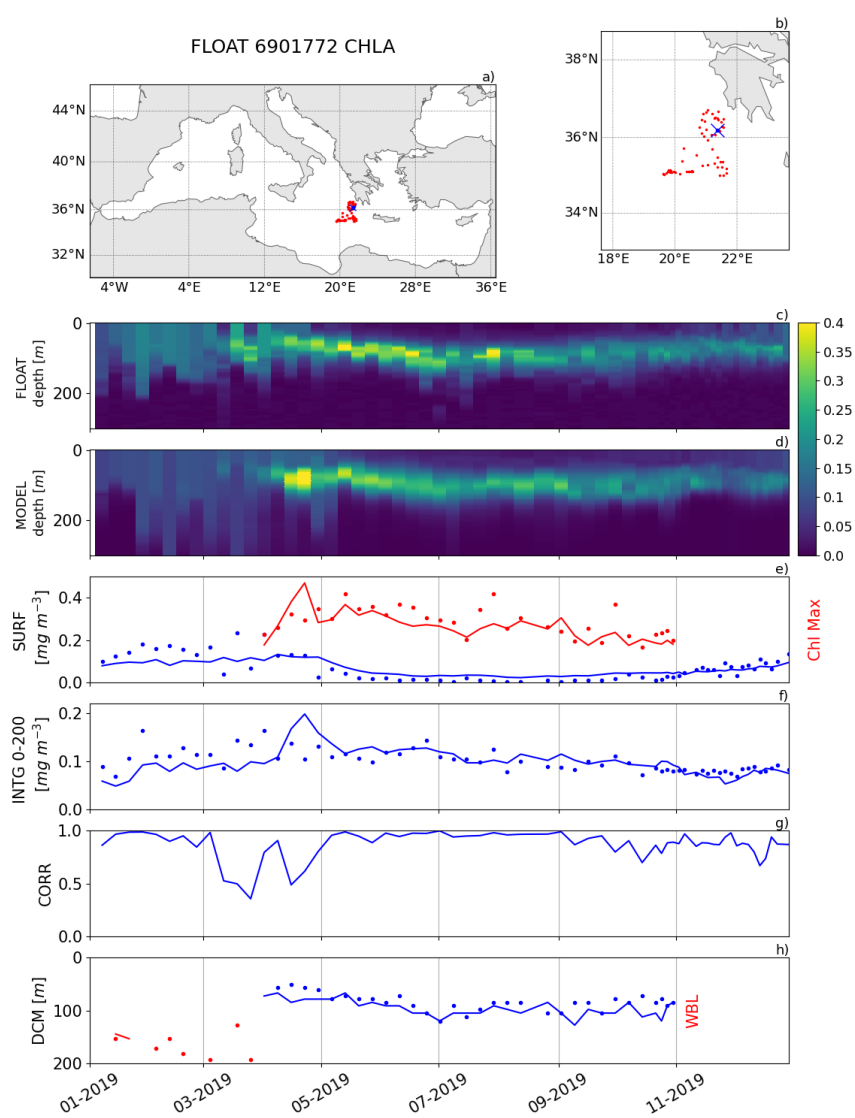 FLOAT 6901772 CHLA
a)
44°N
40°N
36°N
32°N
4°W 4°E 12°E 20°E 28°E 36°E
b)
38°N
36°N
34°N
18°E 20°E 22°E
c)
FLOAT
depth [m]
0
200
d)
MODEL
depth [m]
0
200
0.4
0.35
0.3
0.25
0.2
0.15
0.1
0.05
0.0
e)
SURF
[mg m⁻³]
0.4
0.2
0.0
Chl Max
f)
INTG 0-200
[mg m⁻³]
0.2
0.1
0.0
g)
CORR
1.0
0.5
0.0
h)
DCM [m]
0
100
200
WBL
01-2019 03-2019 05-2019 07-2019 09-2019 11-2019